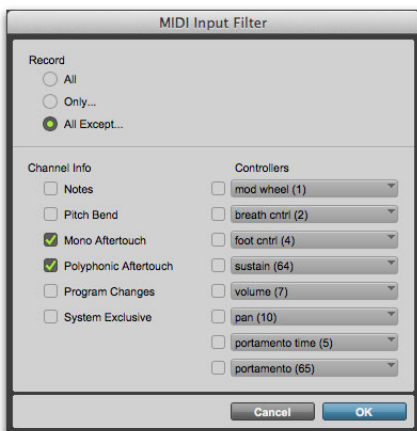 MIDI Input Filter
Record
All
Only...
All Except...
Channel Info
Notes
Pitch Bend
Mono Aftertouch
Polyphonic Aftertouch
Program Changes
System Exclusive
Controllers
mod wheel (1)
breath cntrl (2)
foot cntrl (4)
sustain (64)
volume (7)
pan (10)
portamento time (5)
portamento (65)
Cancel
OK